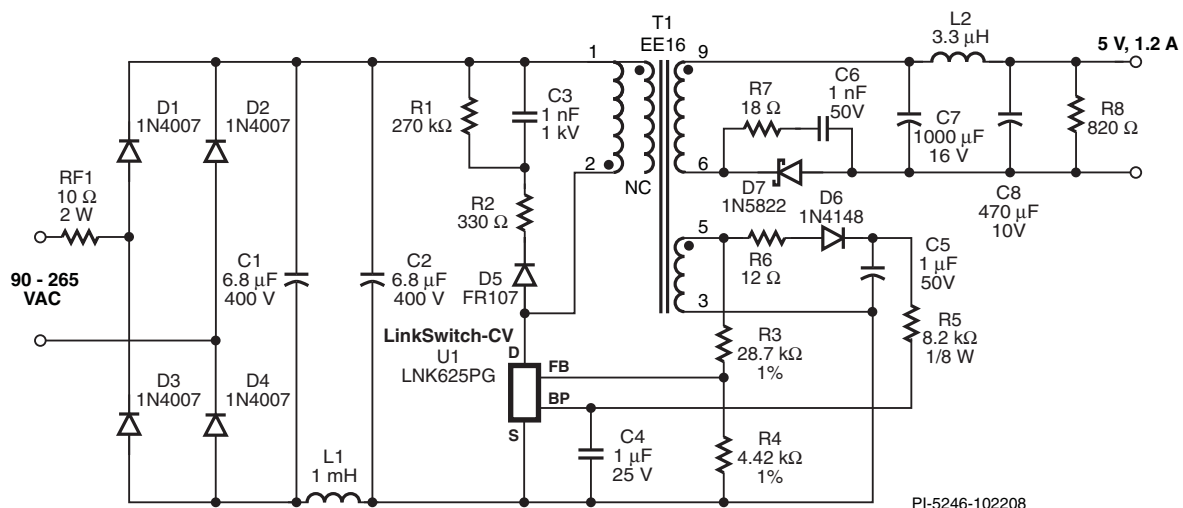 RF1
10 Ω
2 W
90 - 265
VAC
D1
1N4007
D2
1N4007
D3
1N4007
D4
1N4007
C1
6.8 μF
400 V
L1
1 mH
C2
6.8 μF
400 V
R1
270 kΩ
C3
1 nF
1 kV
R2
330 Ω
D5
FR107
LinkSwitch-CV
U1
LNK625PG
D
FB
BP
S
C4
1 μF
25 V
T1
EE16
1
2
NC
9
6
5
3
R7
18 Ω
C6
1 nF
50V
D7
1N5822
D6
1N4148
R6
12 Ω
C5
1 μF
50V
R3
28.7 kΩ
1%
R4
4.42 kΩ
1%
R5
8.2 kΩ
1/8 W
C7
1000 μF
16 V
L2
3.3 μH
C8
470 μF
10V
R8
820 Ω
5 V, 1.2 A
PI-5246-102208